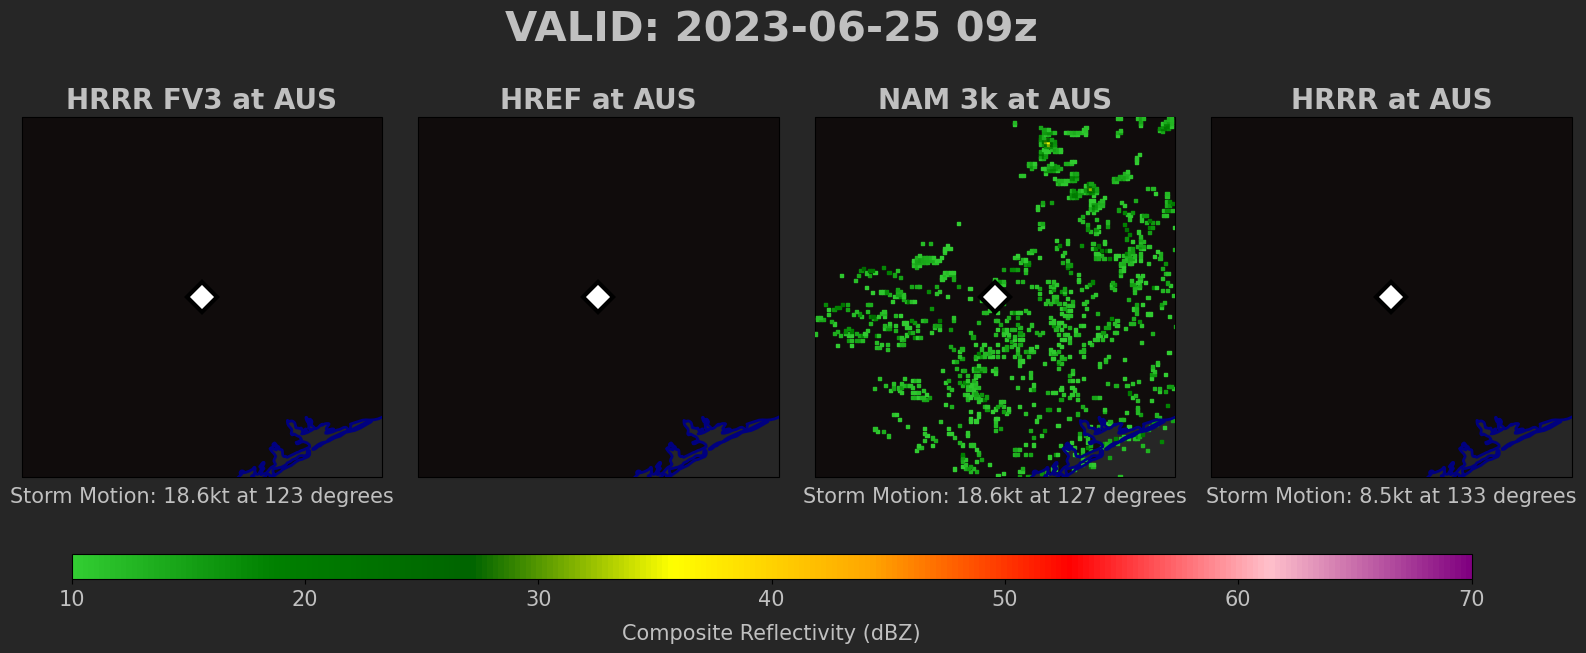 VALID: 2023-06-25 09z
HRRR FV3 at AUS
HREF at AUS
NAM 3k at AUS
HRRR at AUS
Storm Motion: 18.6kt at 123 degrees
Storm Motion: 18.6kt at 127 degrees
Storm Motion: 8.5kt at 133 degrees
10 20 30 40 50 60 70
Composite Reflectivity (dBZ)